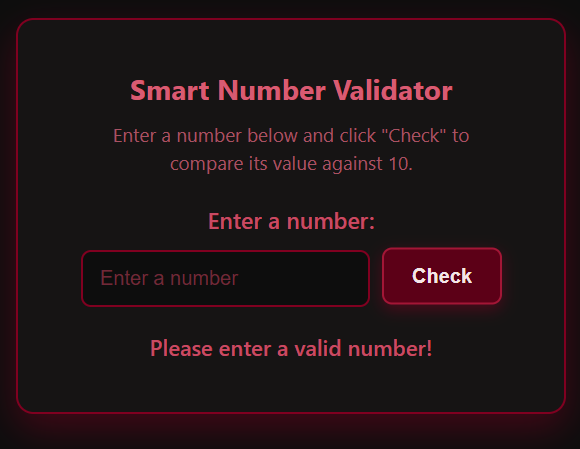 Smart Number Validator
Enter a number below and click "Check" to
compare its value against 10.
Enter a number:
Enter a number
Check
Please enter a valid number!